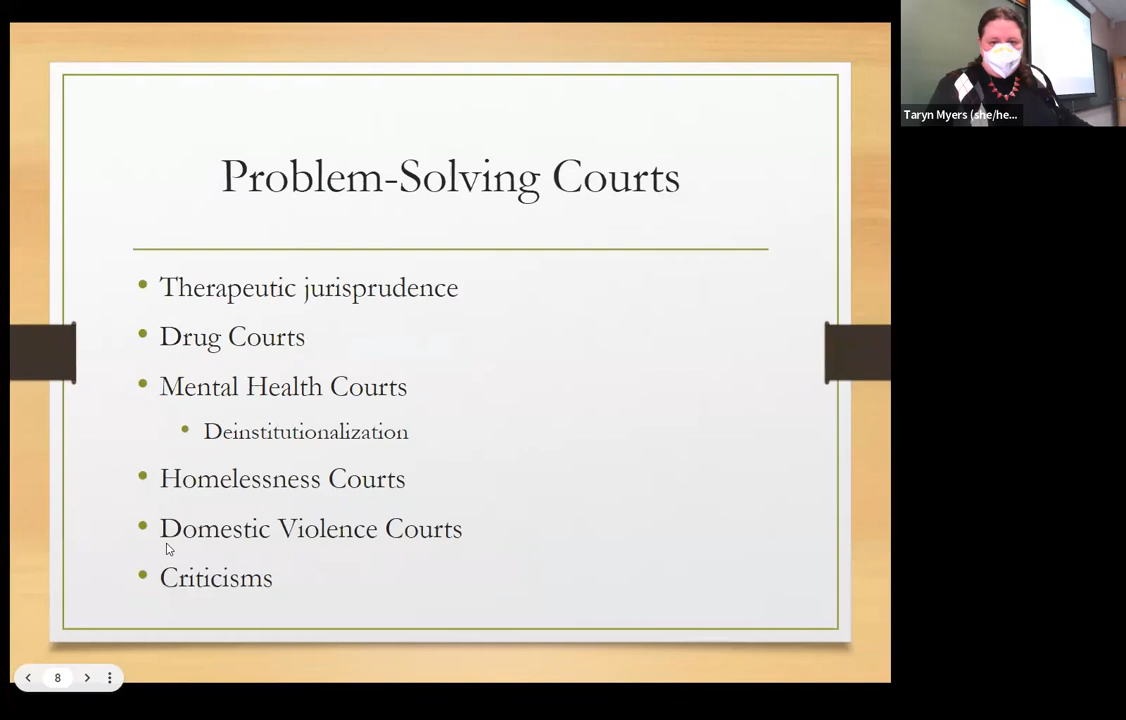 Problem-Solving Courts
• Therapeutic jurisprudence
• Drug Courts
• Mental Health Courts
• Deinstitutionalization
• Homelessness Courts
• Domestic Violence Courts
• Criticisms
8
Taryn Myers (she/he...